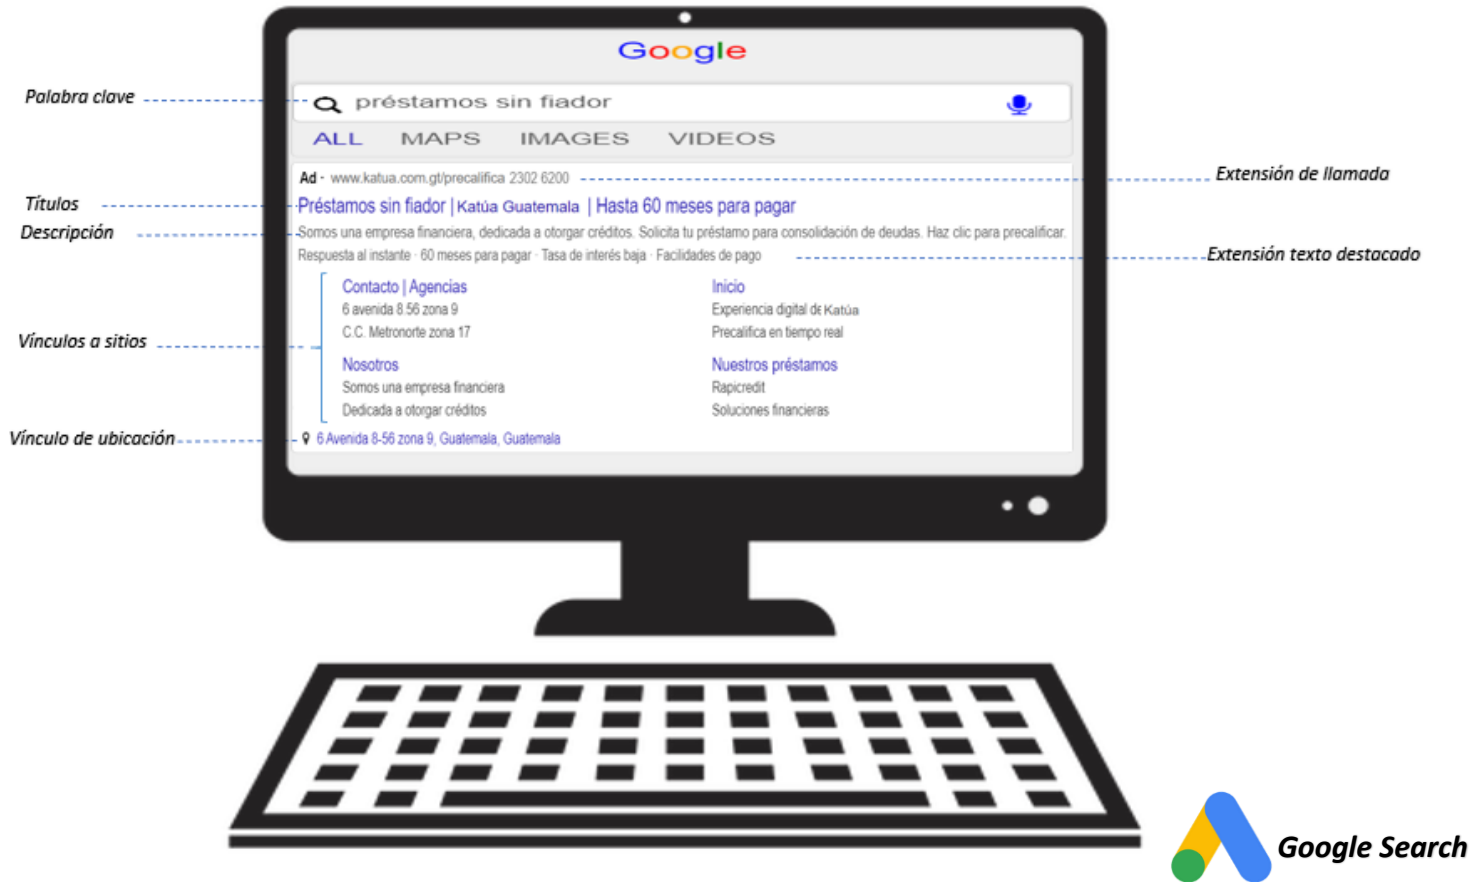 Google
Palabra clave
préstamos sin fiador
ALL MAPS IMAGES VIDEOS
Ad · www.katua.com.gt/precalifica 2302 6200
Extensión de llamada
Títulos
Préstamos sin fiador | Katúa Guatemala | Hasta 60 meses para pagar
Descripción
Somos una empresa financiera, dedicada a otorgar créditos. Solicita tu préstamo para consolidación de deudas. Haz clic para precalificar.
Respuesta al instante · 60 meses para pagar · Tasa de interés baja · Facilidades de pago
Extensión texto destacado
Vínculos a sitios
Contacto | Agencias
6 avenida 8.56 zona 9
C.C. Metronorte zona 17
Inicio
Experiencia digital de Katúa
Precalifica en tiempo real
Nosotros
Somos una empresa financiera
Dedicada a otorgar créditos
Nuestros préstamos
Rapicredit
Soluciones financieras
Vínculo de ubicación
6 Avenida 8-56 zona 9, Guatemala, Guatemala
Google Search